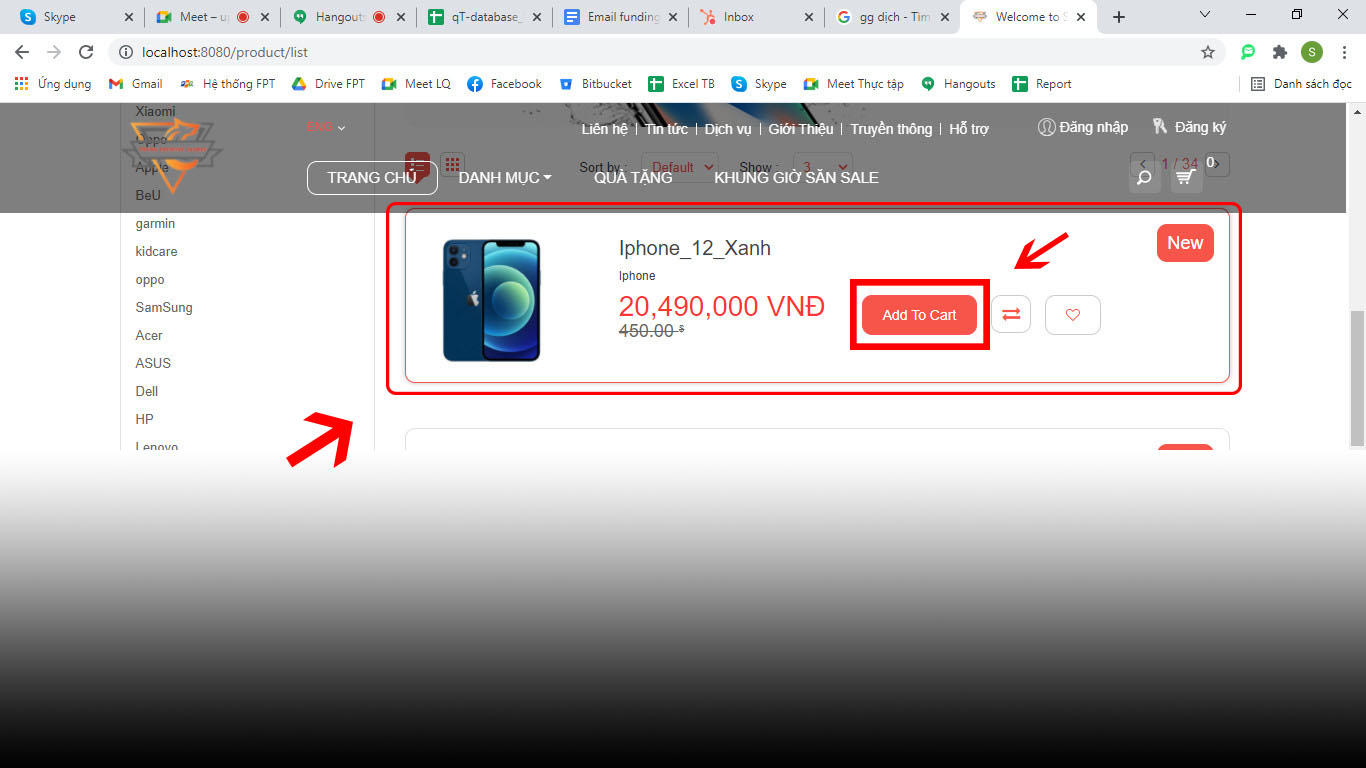 Skype
Meet – u
Hangouts
qT-database_
Email funding
Inbox
gg dịch - Tìm
Welcome to S
localhost:8080/product/list
S
Ứng dụng
Gmail
Hệ thống FPT
Drive FPT
Meet LQ
Facebook
Bitbucket
Excel TB
Skype
Meet Thực tập
Hangouts
Report
Danh sách đọc
Xiaomi
Liên hệ | Tin tức | Dịch vụ | Giới Thiệu | Truyền thông | Hỗ trợ
Đăng nhập
Đăng ký
Oppo
Apple
Sort by :
Default
Show :
3
1 / 34
0
TRANG CHỦ
DANH MỤC
QUÀ TẶNG
KHUNG GIỜ SĂN SALE
BeU
garmin
kidcare
oppo
SamSung
Acer
ASUS
Dell
HP
Lenovo
Iphone_12_Xanh
New
Iphone
20,490,000 VNĐ
450.00 $
Add To Cart